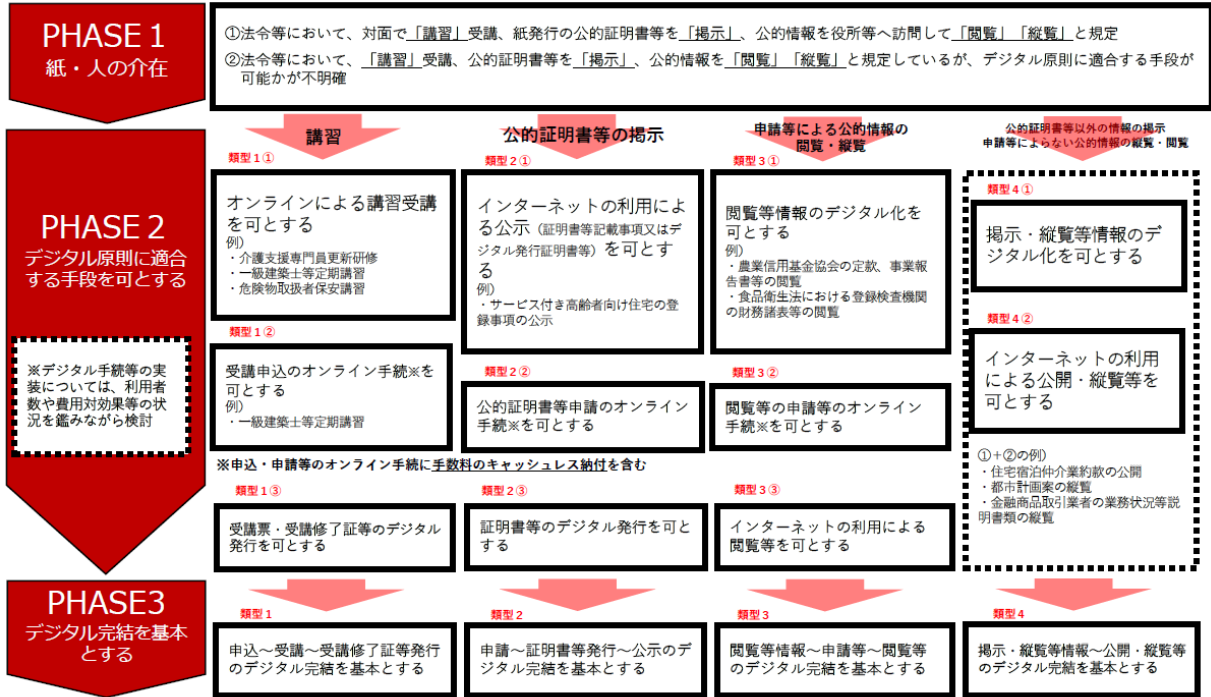 PHASE 1
紙・人の介在
①法令等において、対面で「講習」受講、紙発行の公的証明書等を「掲示」、公的情報を役所等へ訪問して「閲覧」「縦覧」と規定
②法令等において、「講習」受講、公的証明書等を「掲示」、公的情報を「閲覧」「縦覧」と規定しているが、デジタル原則に適合する手段が
可能かが不明確
PHASE 2
デジタル原則に適合
する手段を可とする
※デジタル手続等の実
装については、利用者
数や費用対効果等の状
況を鑑みながら検討
講習
類型1①
オンラインによる講習受講
を可とする
例)
・介護支援専門員更新研修
・一級建築士等定期講習
・危険物取扱者保安講習
類型1②
受講申込のオンライン手続※を
可とする
例)
・一級建築士等定期講習
公的証明書等の掲示
類型2①
インターネットの利用によ
る公示（証明書等記載事項又はデ
ジタル発行証明書等）を可とす
る
例)
・サービス付き高齢者向け住宅の登
録事項の公示
類型2②
公的証明書等申請のオンライン
手続※を可とする
申請等による公的情報の
閲覧・縦覧
類型3①
閲覧等情報のデジタル化を
可とする
例)
・農業信用基金協会の定款、事業報
告書等の閲覧
・食品衛生法における登録検査機関
の財務諸表等の閲覧
類型3②
閲覧等の申請等のオンライン
手続※を可とする
※申込・申請等のオンライン手続に手数料のキャッシュレス納付を含む
類型1③
受講票・受講修了証等のデジタル
発行を可とする
類型2③
証明書等のデジタル発行を可と
する
類型3③
インターネットの利用による
閲覧等を可とする
公的証明書等以外の情報の掲示
申請等によらない公的情報の縦覧・閲覧
類型4①
掲示・縦覧等情報のデ
ジタル化を可とする
類型4②
インターネットの利用
による公開・縦覧等を
可とする
①+②の例)
・住宅宿泊仲介業約款の公開
・都市計画案の縦覧
・金融商品取引業者の業務状況等説
明書類の縦覧
PHASE3
デジタル完結を基本
とする
類型1
申込～受講～受講修了証等発行
のデジタル完結を基本とする
類型2
申請～証明書等発行～公示のデ
ジタル完結を基本とする
類型3
閲覧等情報～申請等～閲覧等
のデジタル完結を基本とする
類型4
掲示・縦覧等情報～公開・縦覧等
のデジタル完結を基本とする